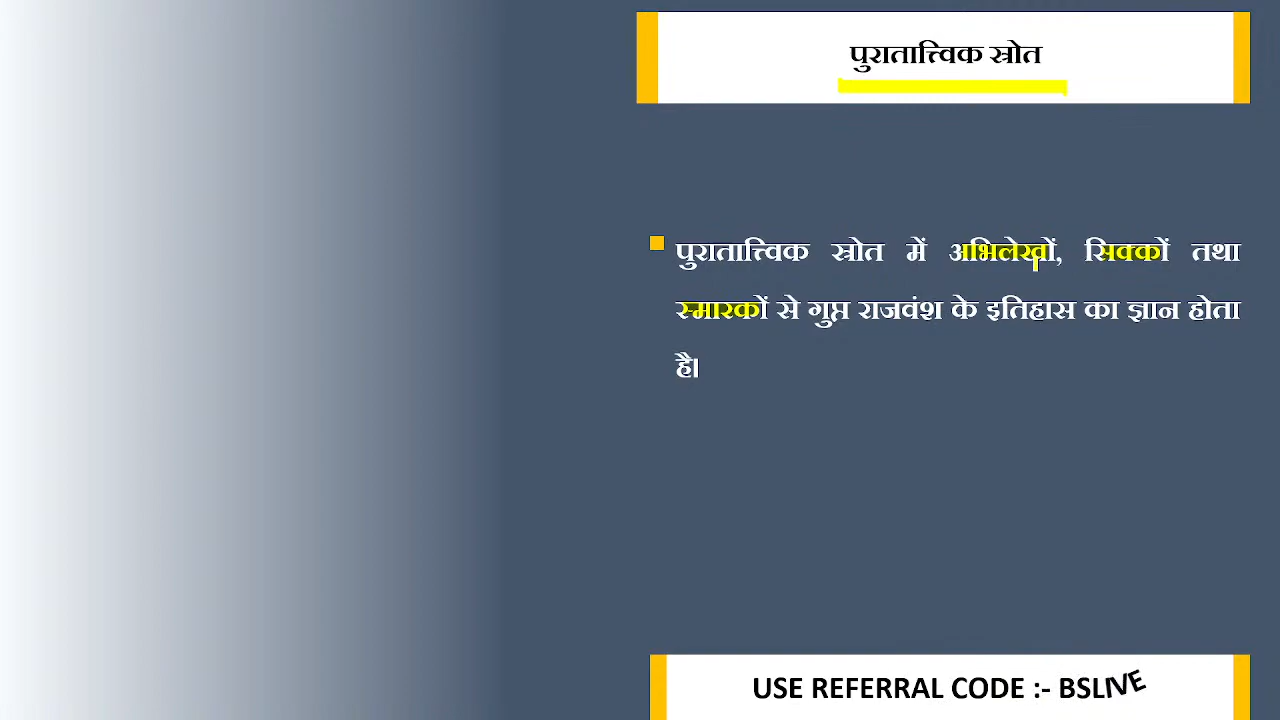 पुरातात्त्विक स्रोत
पुरातात्त्विक स्रोत में अभिलेखों, सिक्कों तथा
स्मारकों से गुप्त राजवंश के इतिहास का ज्ञान होता
है।
USE REFERRAL CODE :- BSLIVE